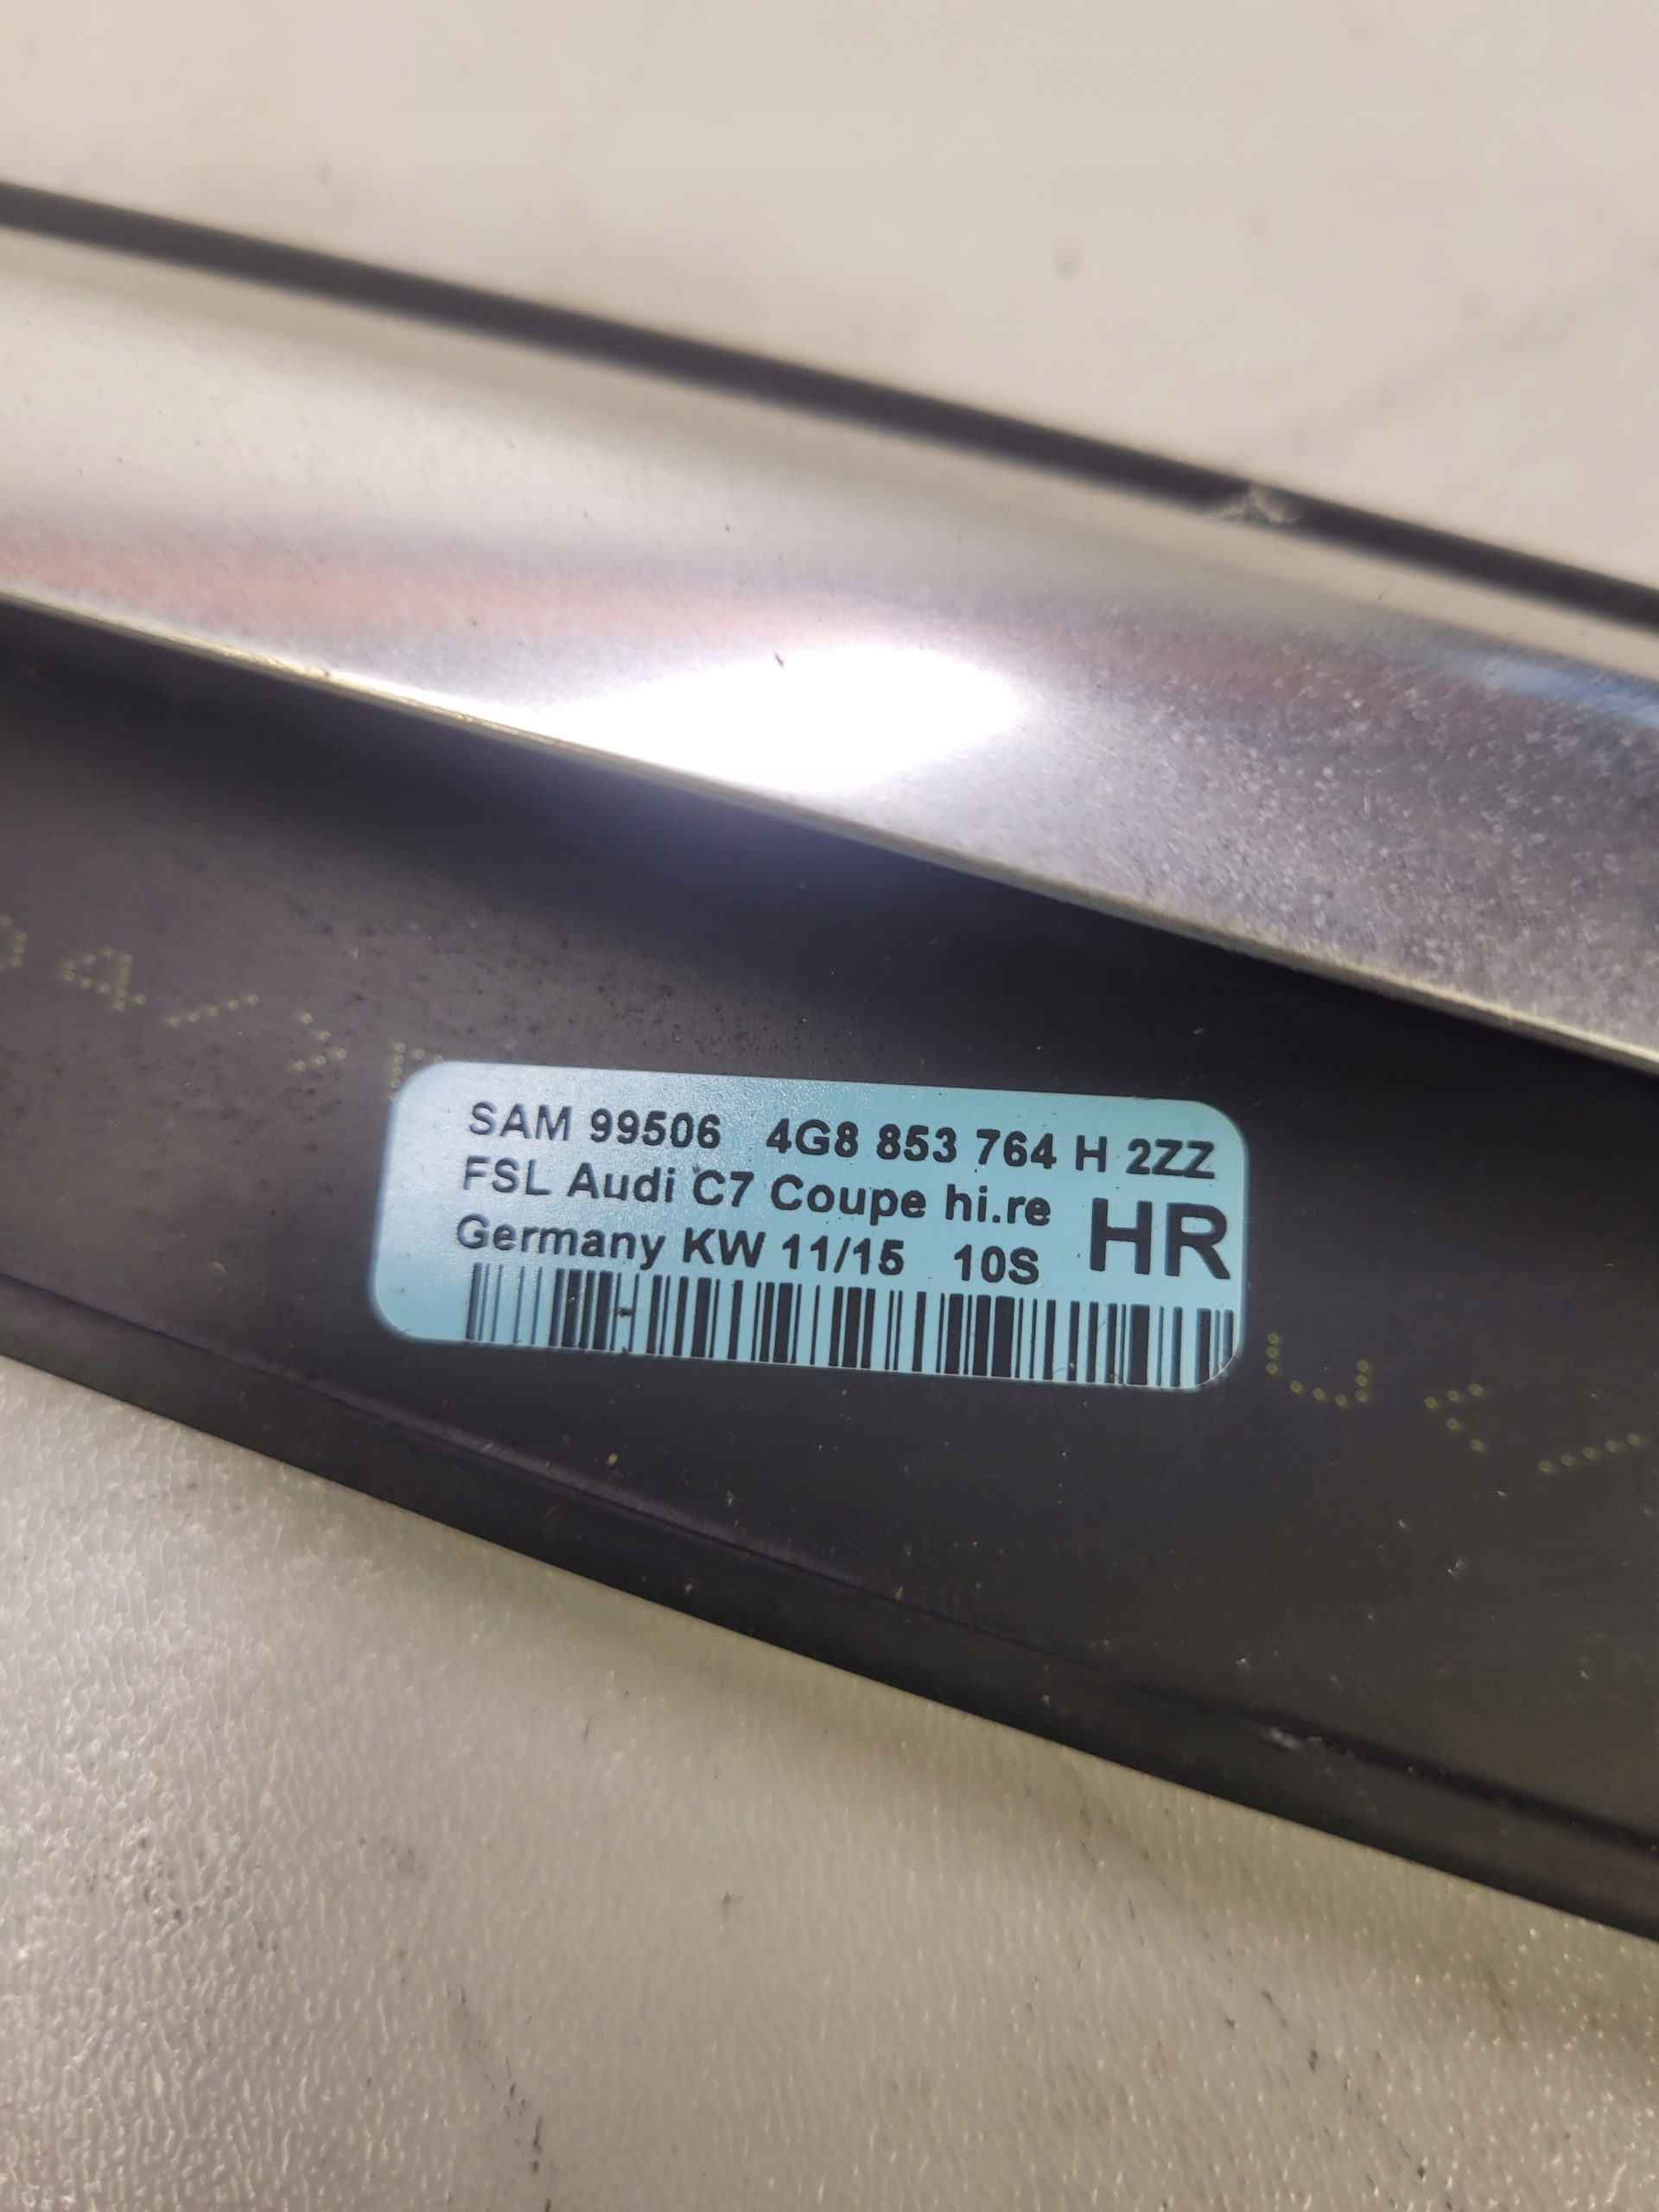 SAM 99506 4G8 853 764 H 2ZZ
FSL Audi C7 Coupe hi.re HR
Germany KW 11/15 10S